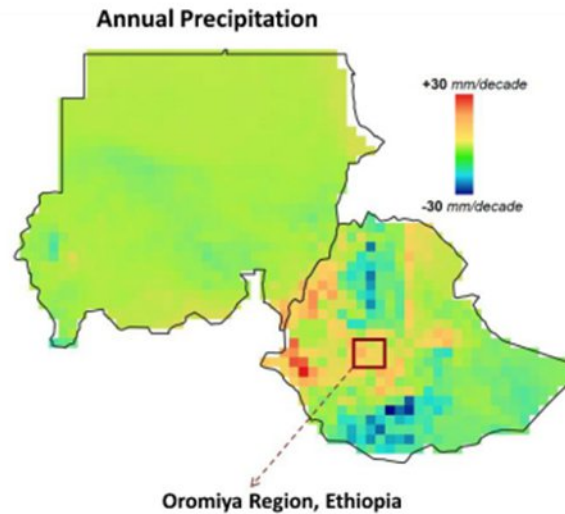 Annual Precipitation
+30 mm/decade
-30 mm/decade
Oromiya Region, Ethiopia